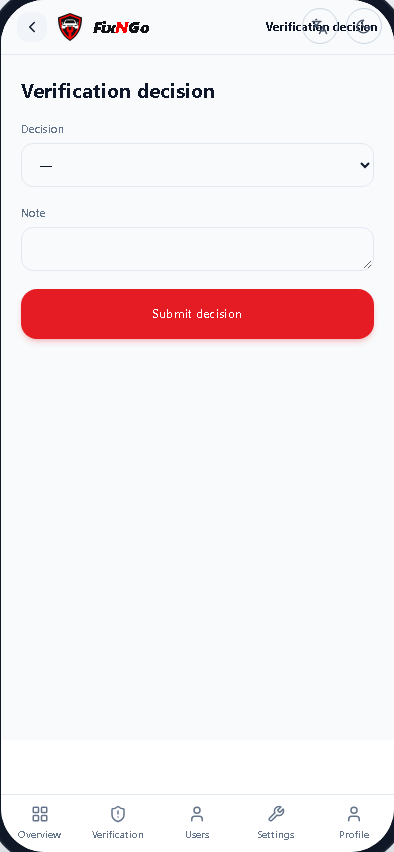 FixNGo
Verification decision
Verification decision
Decision
—
Note
Submit decision
Overview
Verification
Users
Settings
Profile